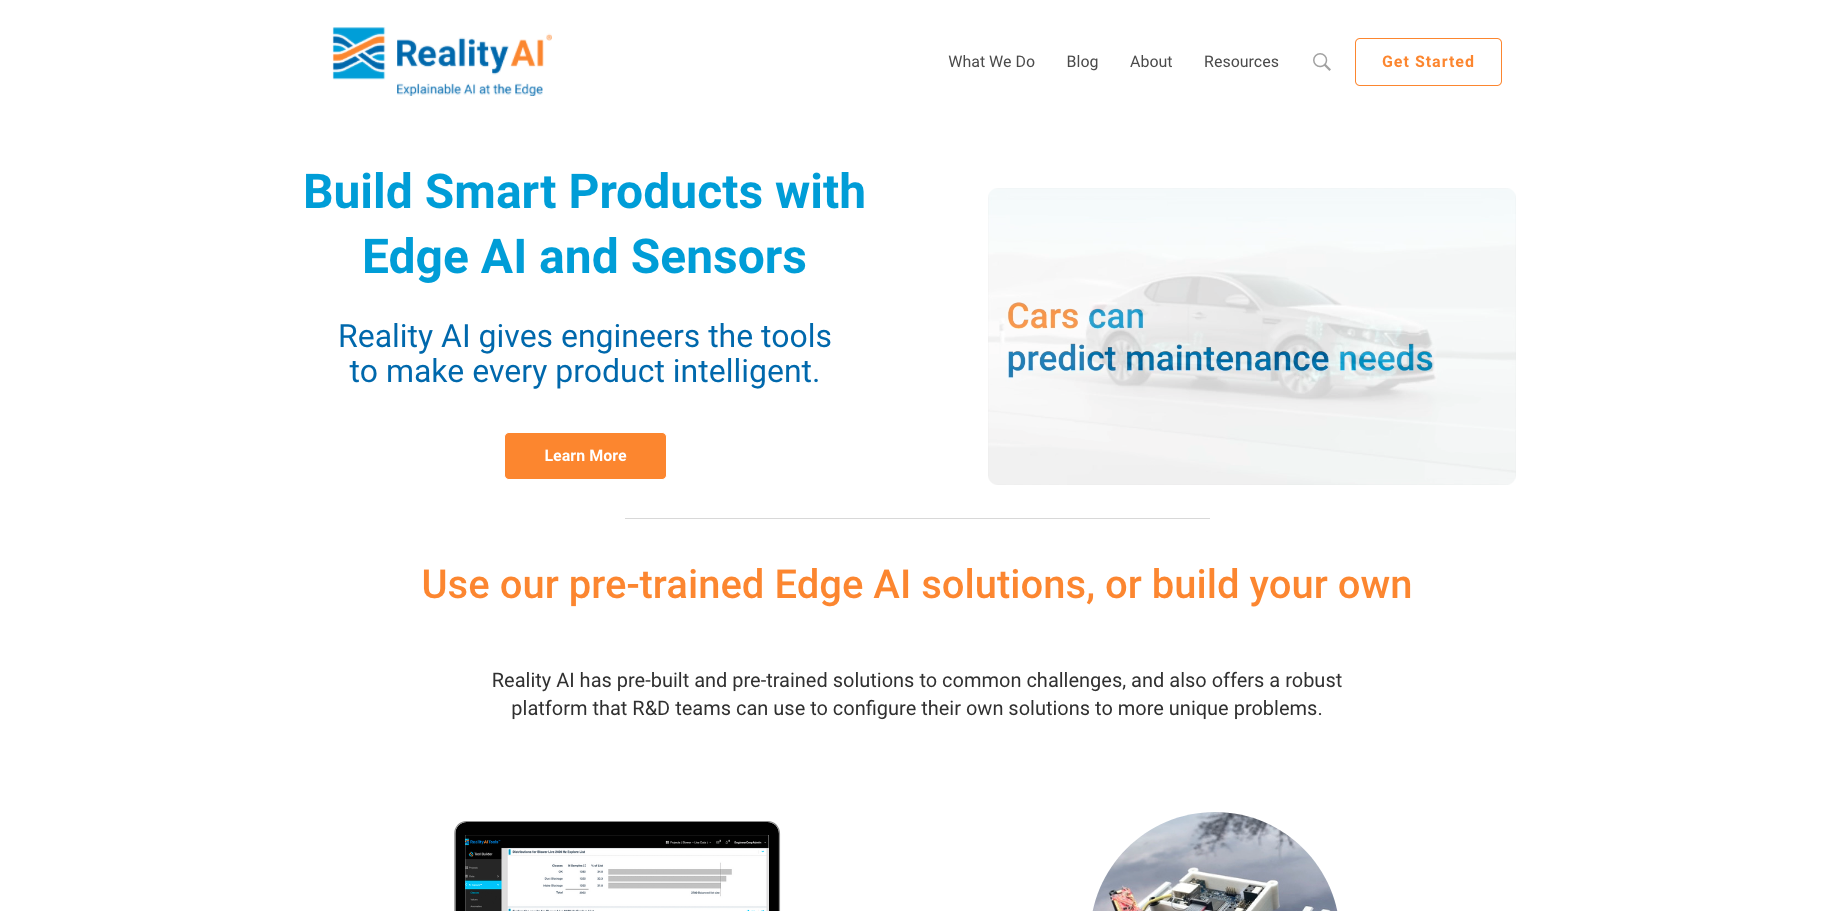 Reality AI®
Explainable AI at the Edge
What We Do
Blog
About
Resources
Get Started
Build Smart Products with
Edge AI and Sensors
Reality AI gives engineers the tools
to make every product intelligent.
Learn More
Cars can
predict maintenance needs
Use our pre-trained Edge AI solutions, or build your own
Reality AI has pre-built and pre-trained solutions to common challenges, and also offers a robust
platform that R&D teams can use to configure their own solutions to more unique problems.